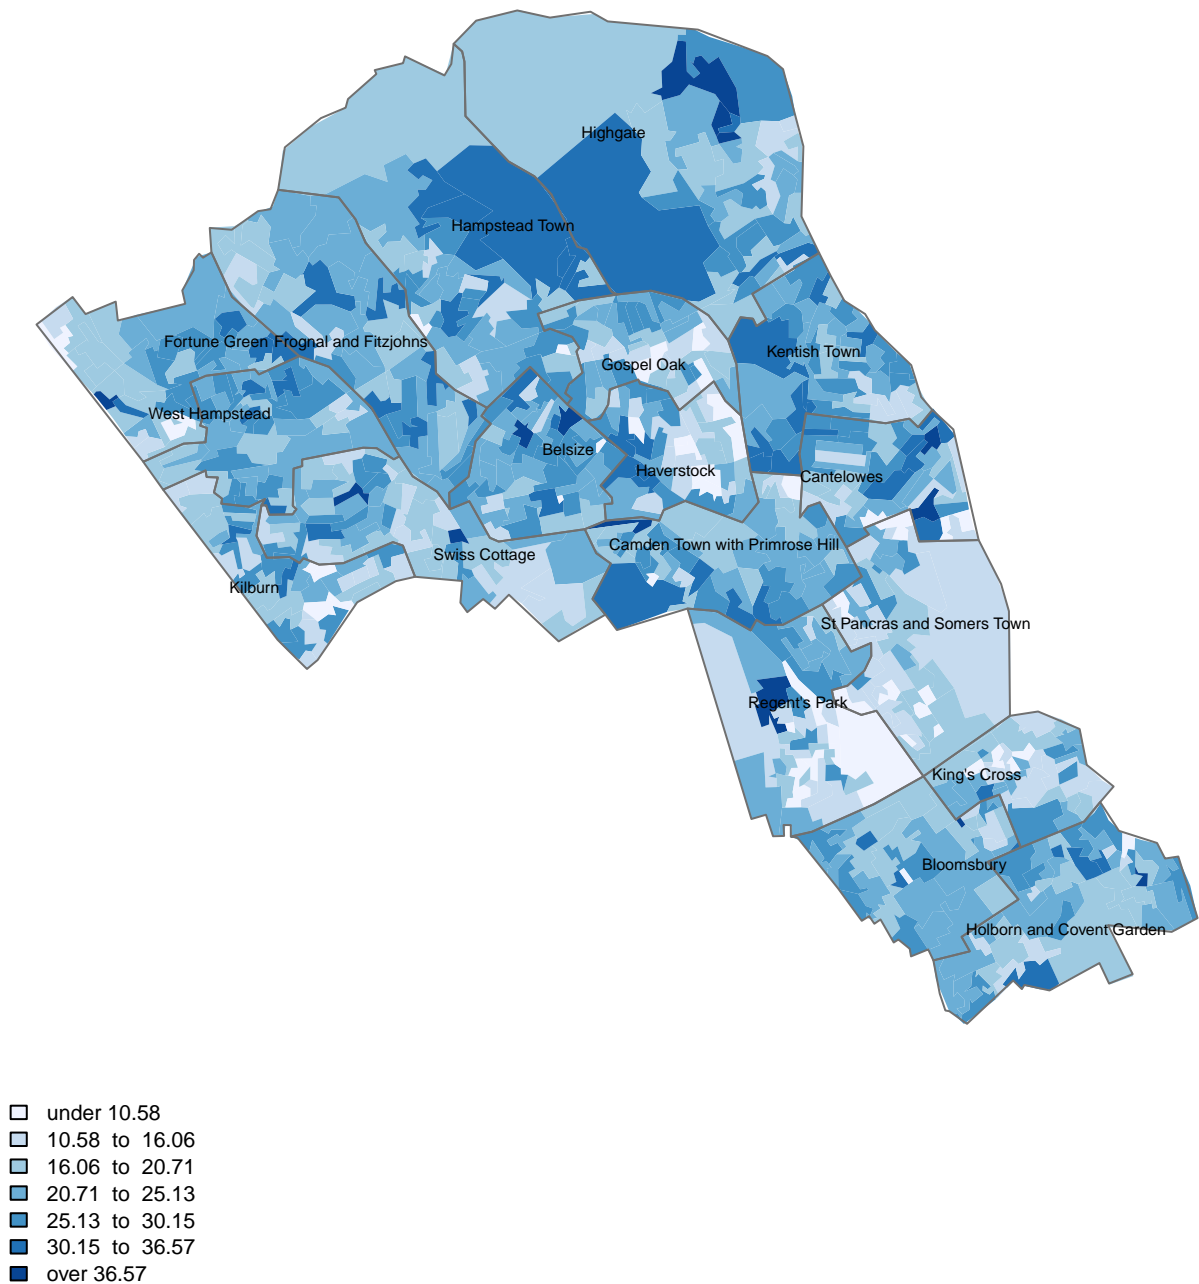 Highgate
Hampstead Town
Fortune Green
Frognal and Fitzjohns
Kentish Town
Gospel Oak
West Hampstead
Belsize
Haverstock
Cantelowes
Swiss Cottage
Camden Town with Primrose Hill
Kilburn
St Pancras and Somers Town
Regent's Park
King's Cross
Bloomsbury
Holborn and Covent Garden
under 10.58
10.58 to 16.06
16.06 to 20.71
20.71 to 25.13
25.13 to 30.15
30.15 to 36.57
over 36.57